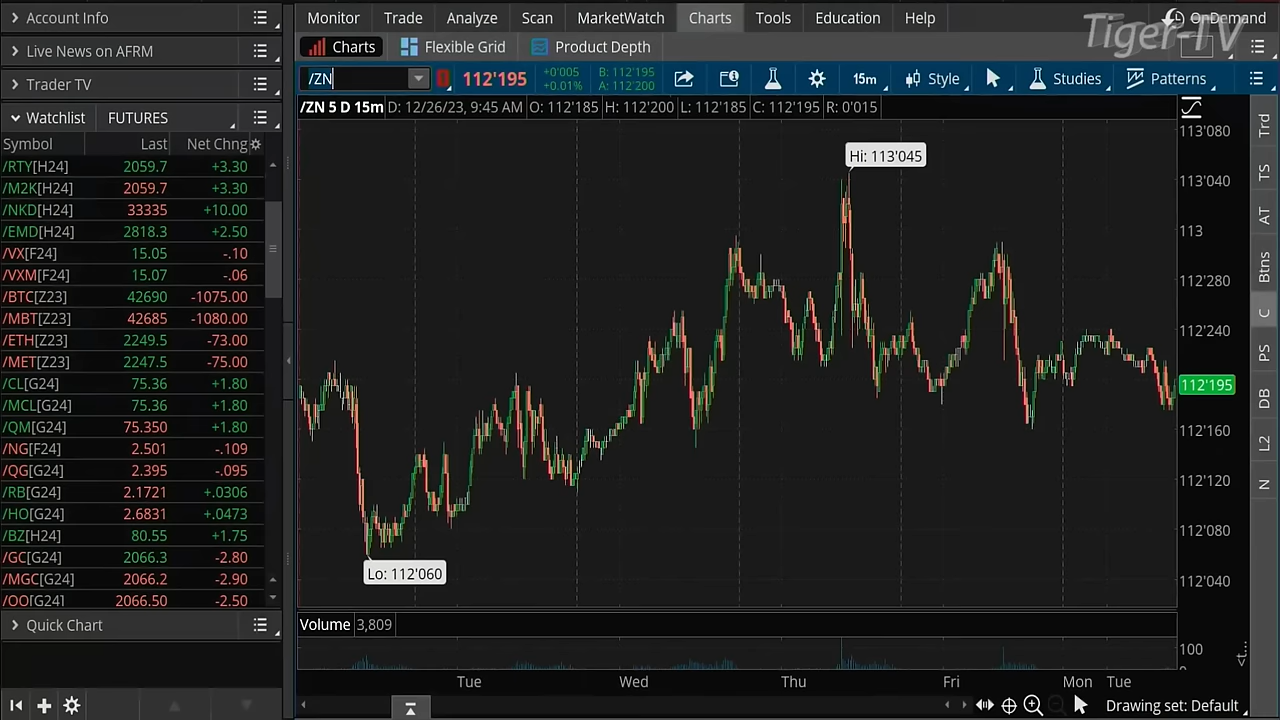 Account Info
Live News on AFRM
Trader TV
Watchlist FUTURES
Symbol Last Net Chng
/RTY[H24] 2059.7 +3.30
/M2K[H24] 2059.7 +3.30
/NKD[H24] 33335 +10.00
/EMD[H24] 2818.3 +2.50
/VX[F24] 15.05 -.10
/VXM[F24] 15.07 -.06
/BTC[Z23] 42690 -1075.00
/MBT[Z23] 42685 -1080.00
/ETH[Z23] 2249.5 -73.00
/MET[Z23] 2247.5 -75.00
/CL[G24] 75.36 +1.80
/MCL[G24] 75.36 +1.80
/QM[G24] 75.350 +1.80
/NG[F24] 2.501 -.109
/QG[G24] 2.395 -.095
/RB[G24] 2.1721 +.0306
/HO[G24] 2.6831 +.0473
/BZ[H24] 80.55 +1.75
/GC[G24] 2066.3 -2.80
/MGC[G24] 2066.2 -2.90
/QO[G24] 2066.50 -2.50
Quick Chart
Monitor Trade Analyze Scan MarketWatch Charts Tools Education Help
OnDemand
Tiger-TV
Charts Flexible Grid Product Depth
/ZN 112'195 +0'005 B: 112'195
+0.01% A: 112'200
15m Style Studies Patterns
/ZN 5 D 15m D: 12/26/23, 9:45 AM O: 112'185 H: 112'200 L: 112'185 C: 112'195 R: 0'015
Hi: 113'045
Lo: 112'060
113'080
113'040
113
112'280
112'240
112'195
112'160
112'120
112'080
112'040
Volume 3,809
100
0
Tue Wed Thu Fri Mon Tue
Drawing set: Default
Trd
TS
AT
Btns
C
PS
DB
L2
N